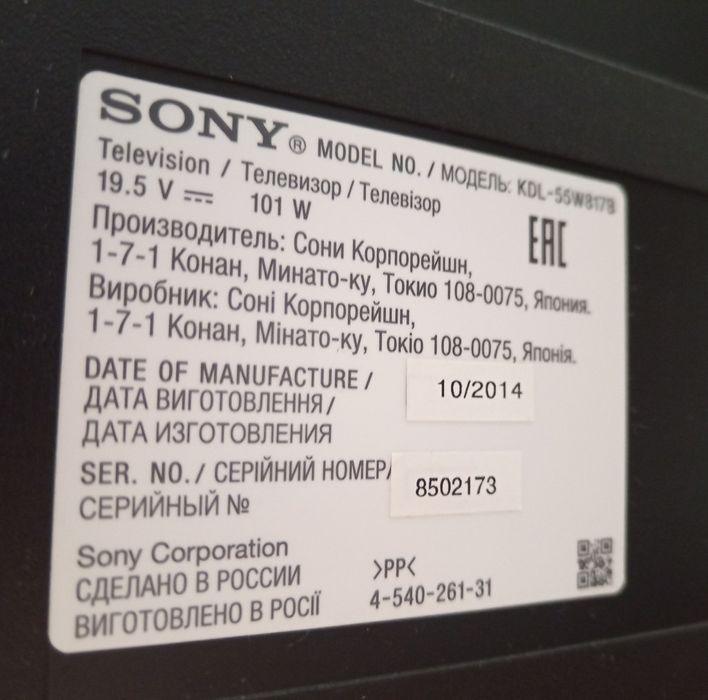 SONY® MODEL NO. / МОДЕЛЬ: KDL-55W817B
Television / Телевизор / Телевізор
19.5 V ⎓ 101 W
EAC
Производитель: Сони Корпорейшн,
1-7-1 Конан, Минато-ку, Токио 108-0075, Япония.
Виробник: Соні Корпорейшн,
1-7-1 Конан, Мінато-ку, Токіо 108-0075, Японія.
DATE OF MANUFACTURE /
ДАТА ВИГОТОВЛЕННЯ/
ДАТА ИЗГОТОВЛЕНИЯ
10/2014
SER. NO./ СЕРІЙНИЙ НОМЕР/
СЕРИЙНЫЙ №
8502173
Sony Corporation
СДЕЛАНО В РОССИИ
ВИГОТОВЛЕНО В РОСІЇ
>PP<
4-540-261-31